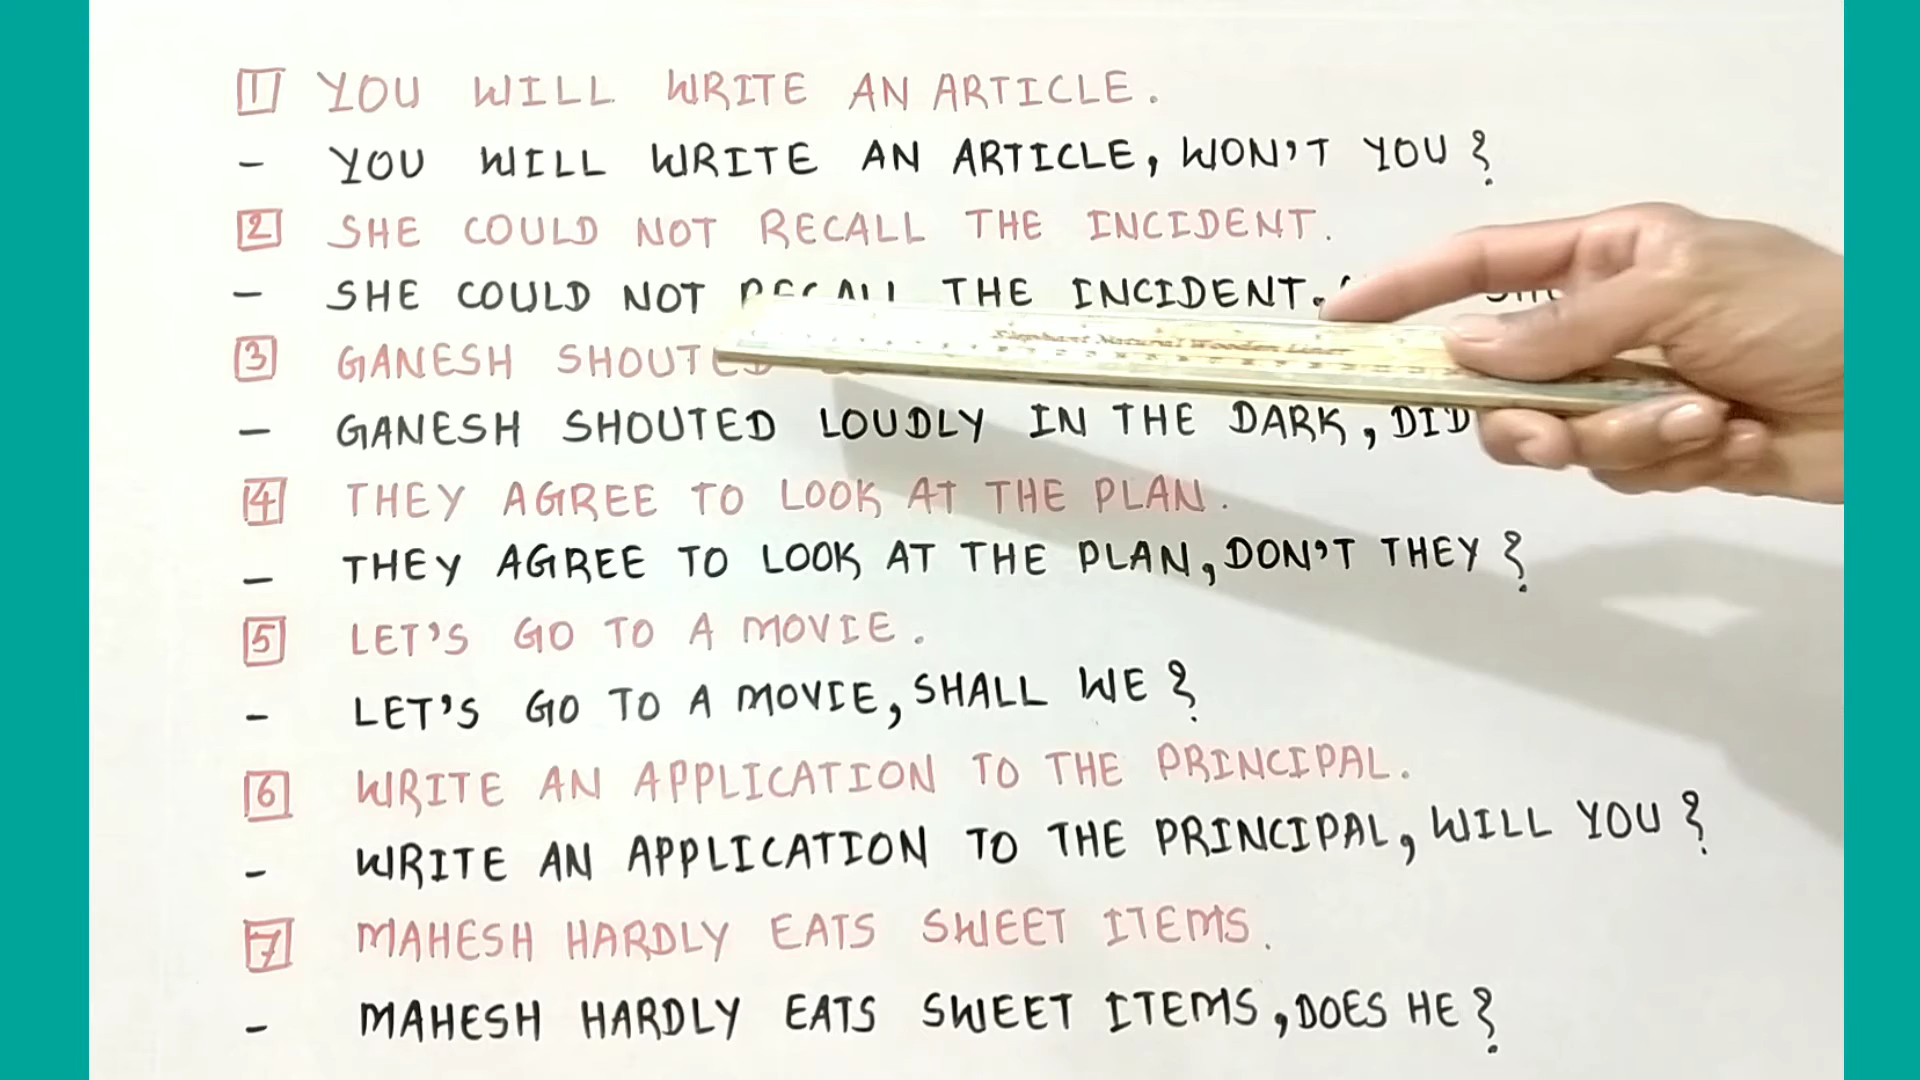 1 YOU WILL WRITE AN ARTICLE.
- YOU WILL WRITE AN ARTICLE, WON'T YOU?
2 SHE COULD NOT RECALL THE INCIDENT.
- SHE COULD NOT RECALL THE INCIDENT,
3 GANESH SHOUTED
- GANESH SHOUTED LOUDLY IN THE DARK, DID
4 THEY AGREE TO LOOK AT THE PLAN.
- THEY AGREE TO LOOK AT THE PLAN, DON'T THEY?
5 LET'S GO TO A MOVIE.
- LET'S GO TO A MOVIE, SHALL WE?
6 WRITE AN APPLICATION TO THE PRINCIPAL.
- WRITE AN APPLICATION TO THE PRINCIPAL, WILL YOU?
7 MAHESH HARDLY EATS SWEET ITEMS.
- MAHESH HARDLY EATS SWEET ITEMS, DOES HE?